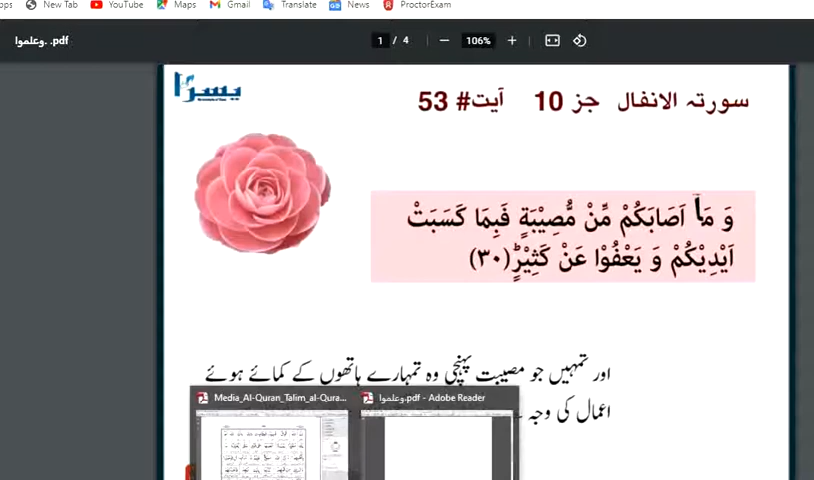 New Tab YouTube Maps Gmail Translate News ProctorExam
وعلموا. .pdf
1 / 4 106%
یسرا
سورتہ الانفال جز 10 آیت# 53
وَ مَاۤ اَصَابَكُمْ مِّنْ مُّصِیْبَةٍ فَبِمَا كَسَبَتْ
اَیْدِیْكُمْ وَ یَعْفُوْا عَنْ كَثِیْرٍؕ(۳۰)
اور تمہیں جو مصیبت پہنچی وہ تمہارے ہاتھوں کے کمائے ہوئے
Media_Al-Quran_Talim_al-Qura...
وعلموا.pdf - Adobe Reader
اعمال کی وجہ